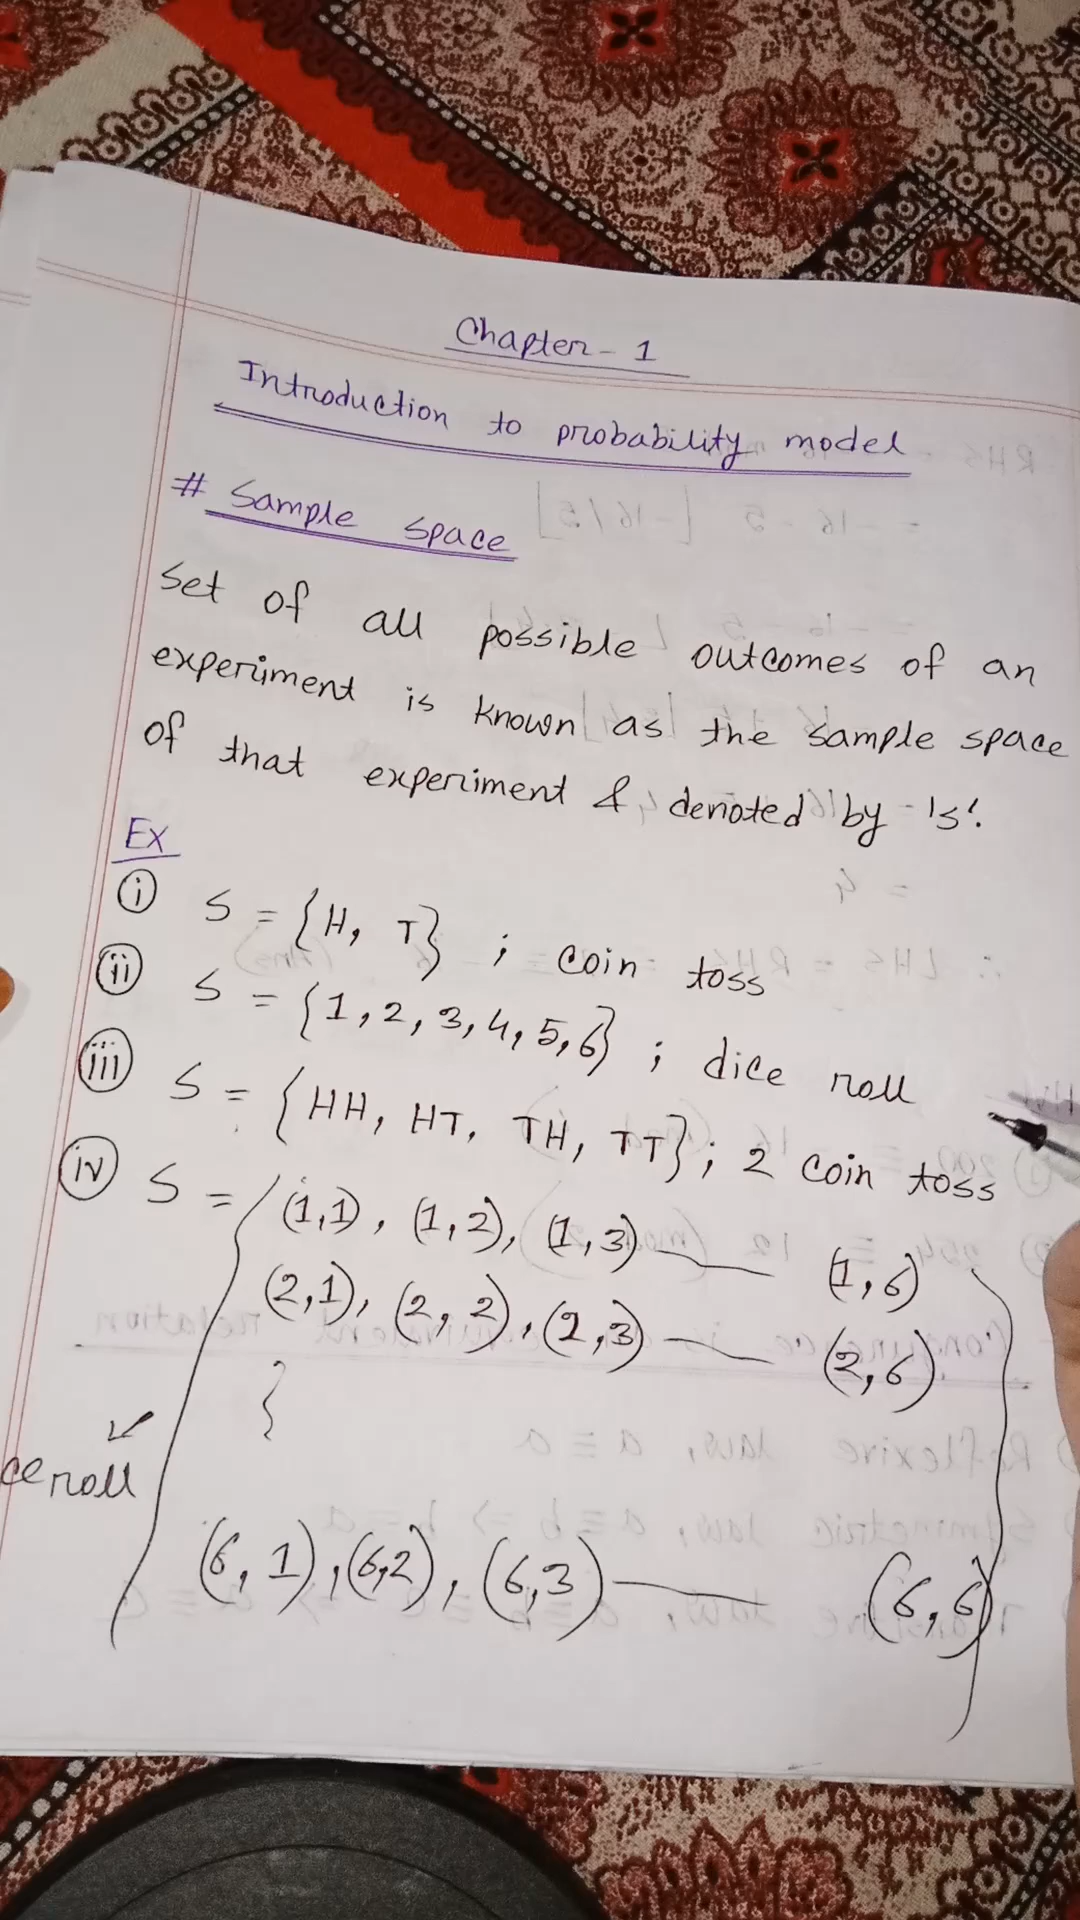 Chapter - 1
Introduction to probability model
# Sample space
Set of all possible outcomes of an
experiment is known as the sample space
of that experiment & denoted by 's'.
Ex
(i) S = {H, T} ; coin toss
(ii) S = {1, 2, 3, 4, 5, 6} ; dice roll
(iii) S = {HH, HT, TH, TT} ; 2 coin toss
(iv) S = (1,1), (1,2), (1,3) — (1,6)
(2,1), (2,2), (2,3) — (2,6)
roll
(6,1), (6,2), (6,3) — (6,6)